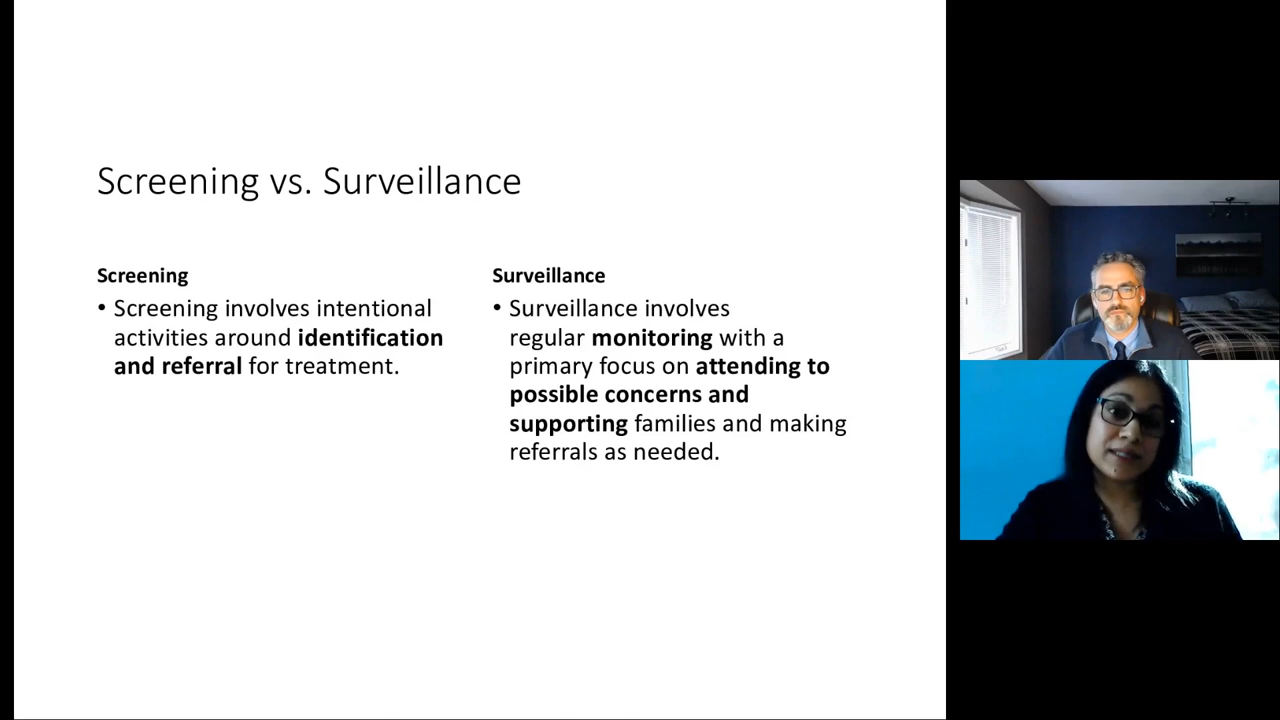 Screening vs. Surveillance
Screening
• Screening involves intentional
activities around identification
and referral for treatment.
Surveillance
• Surveillance involves
regular monitoring with a
primary focus on attending to
possible concerns and
supporting families and making
referrals as needed.